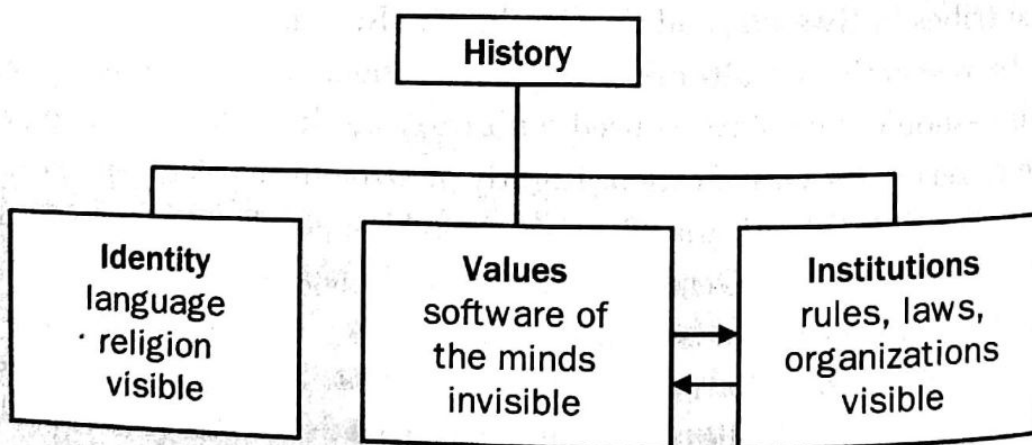 History
Identity
language
religion
visible
Values
software of
the minds
invisible
Institutions
rules, laws,
organizations
visible